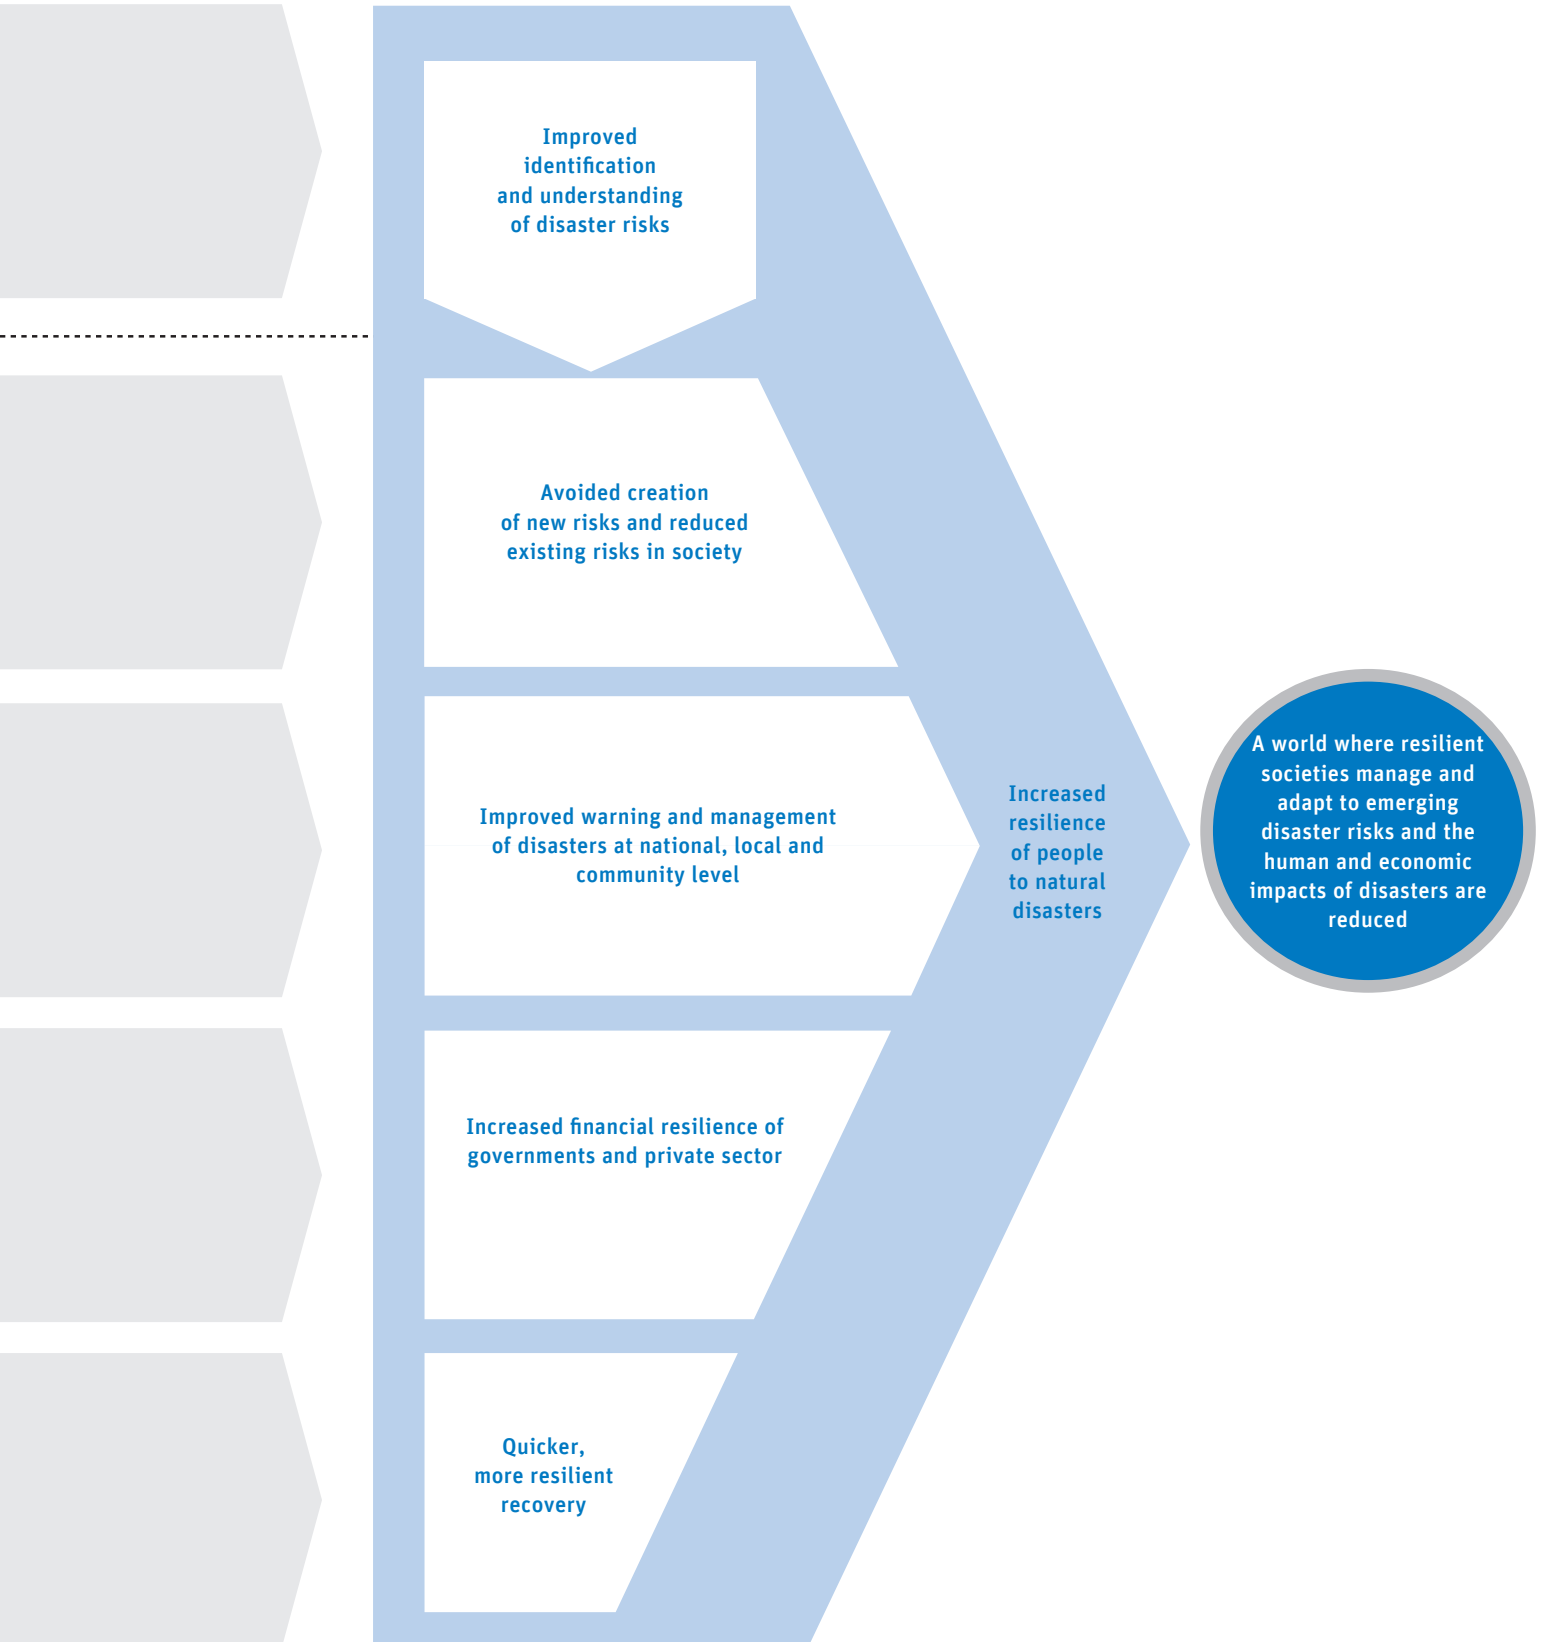 Improved
identification
and understanding
of disaster risks
Avoided creation
of new risks and reduced
existing risks in society
Improved warning and management
of disasters at national, local and
community level
Increased
resilience
of people
to natural
disasters
A world where resilient
societies manage and
adapt to emerging
disaster risks and the
human and economic
impacts of disasters are
reduced
Increased financial resilience of
governments and private sector
Quicker,
more resilient
recovery